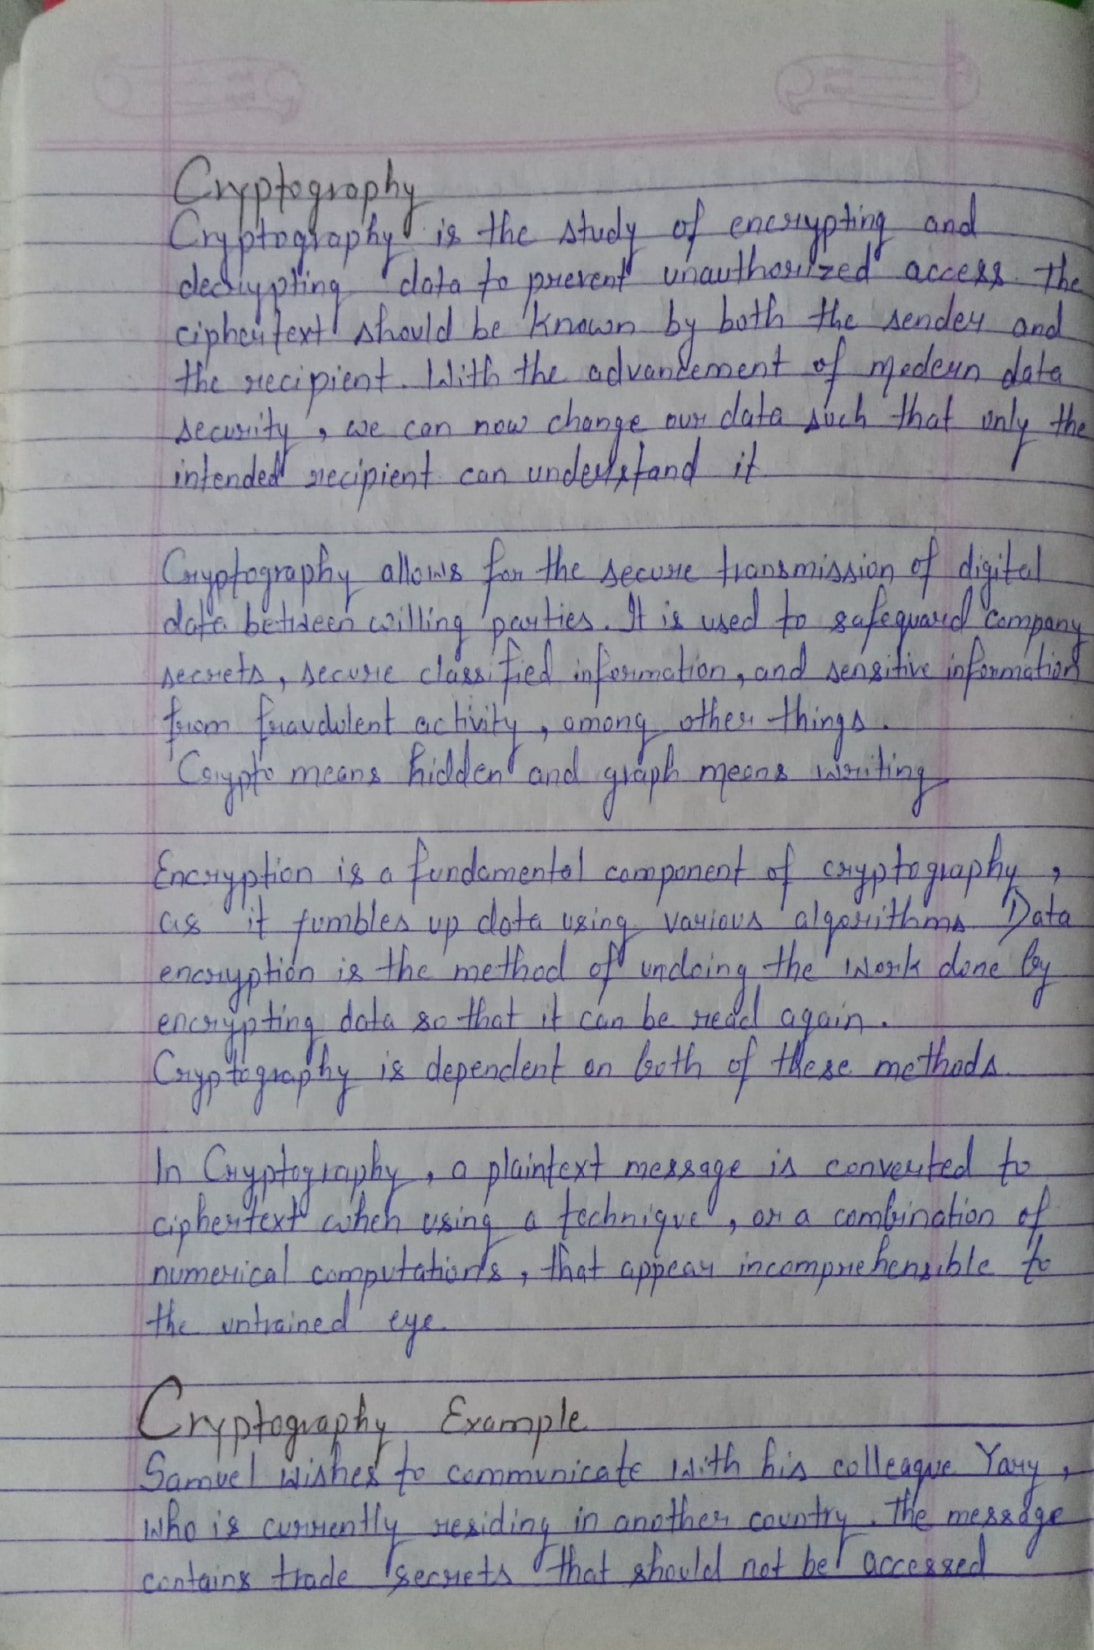 Cryptography
Cryptography is the study of encrypting and
decrypting data to prevent unauthorized access. The
ciphertext should be known by both the sender and
the recipient. With the advancement of modern data
security, we can now change our data such that only the
intended recipient can understand it
Cryptography allows for the secure transmission of digital
data between willing parties. It is used to safeguard company
secrets, secure classified information, and sensitive information
from fraudulent activity, among other things.
Crypto means hidden and graph means writing
Encryption is a fundamental component of cryptography,
as it jumbles up data using various algorithms. Data
encryption is the method of undoing the work done by
encrypting data so that it can be read again.
Cryptography is dependent on both of these methods.
In Cryptography, a plaintext message is converted to
ciphertext when using a technique, or a combination of
numerical computations, that appear incomprehensible to
the untrained eye.
Cryptography Example
Samuel wishes to communicate with his colleague Yary,
who is currently residing in another country. The message
contains trade secrets that should not be accessed